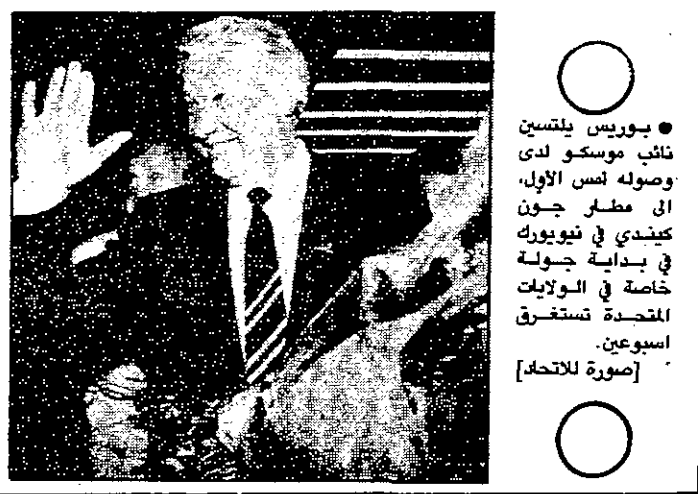 ● بوريس يلتسين
نائب موسكو لدى
وصوله امس الأول،
الى مطار جون
كينيدي في نيويورك
في بداية جولة
خاصة في الولايات
المتحدة تستغرق
اسبوعين.
[صورة للاتحاد]